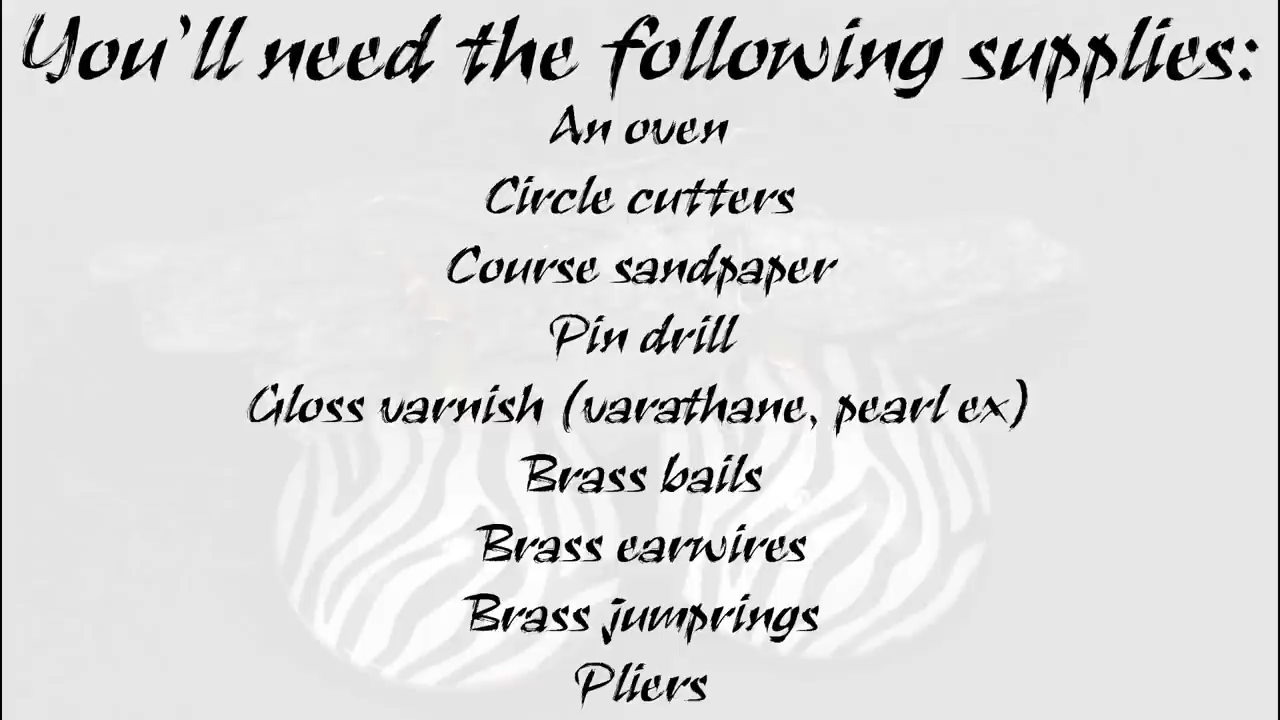 You'll need the following supplies:
An oven
Circle cutters
Course sandpaper
Pin drill
Gloss varnish (varathane, pearl ex)
Brass bails
Brass earwires
Brass jumprings
Pliers